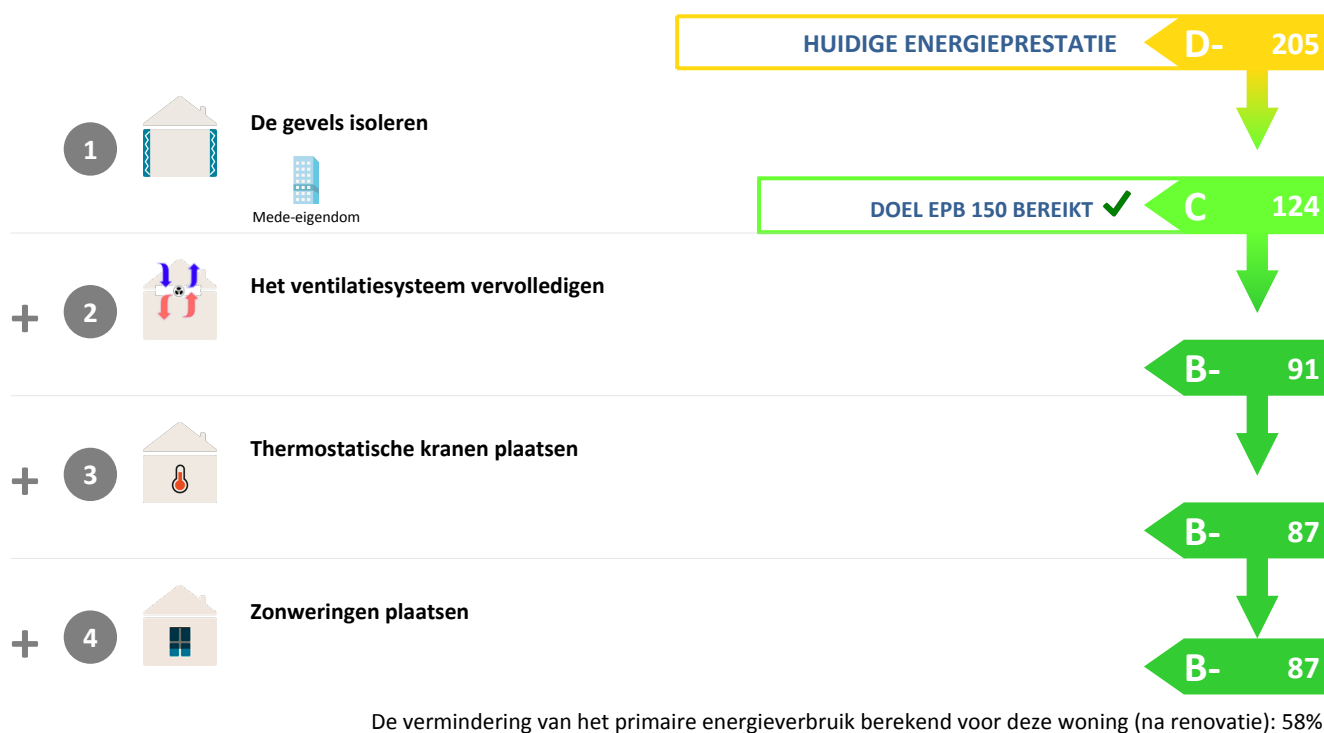 HUIDIGE ENERGIEPRESTATIE D- 205
1 De gevels isoleren
Mede-eigendom
DOEL EPB 150 BEREIKT ✔ C 124
+ 2 Het ventilatiesysteem vervolledigen
B- 91
+ 3 Thermostatische kranen plaatsen
B- 87
+ 4 Zonweringen plaatsen
B- 87
De vermindering van het primaire energieverbruik berekend voor deze woning (na renovatie): 58%